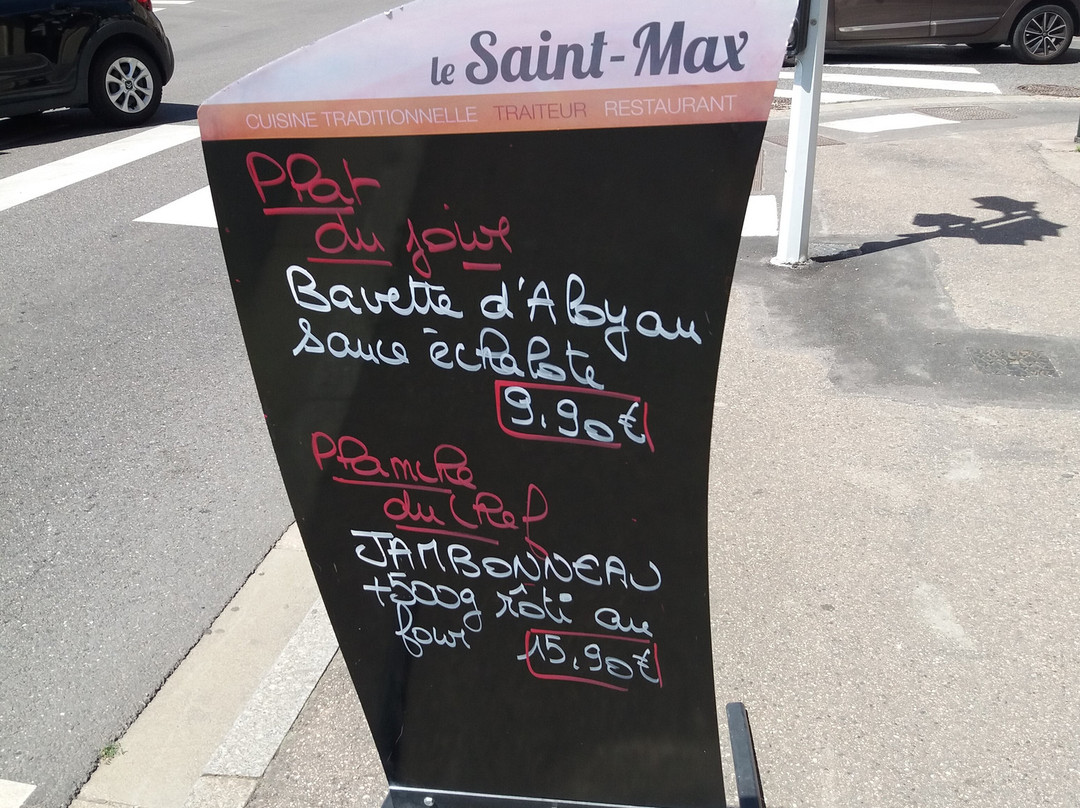 le Saint-Max
CUISINE TRADITIONNELLE TRAITEUR RESTAURANT
Plat
du jour
Bavette d'Aloyau
sauce échalote
9.90€
Planche
du Chef
JAMBONNEAU
+500g rôti au
four 15.90€